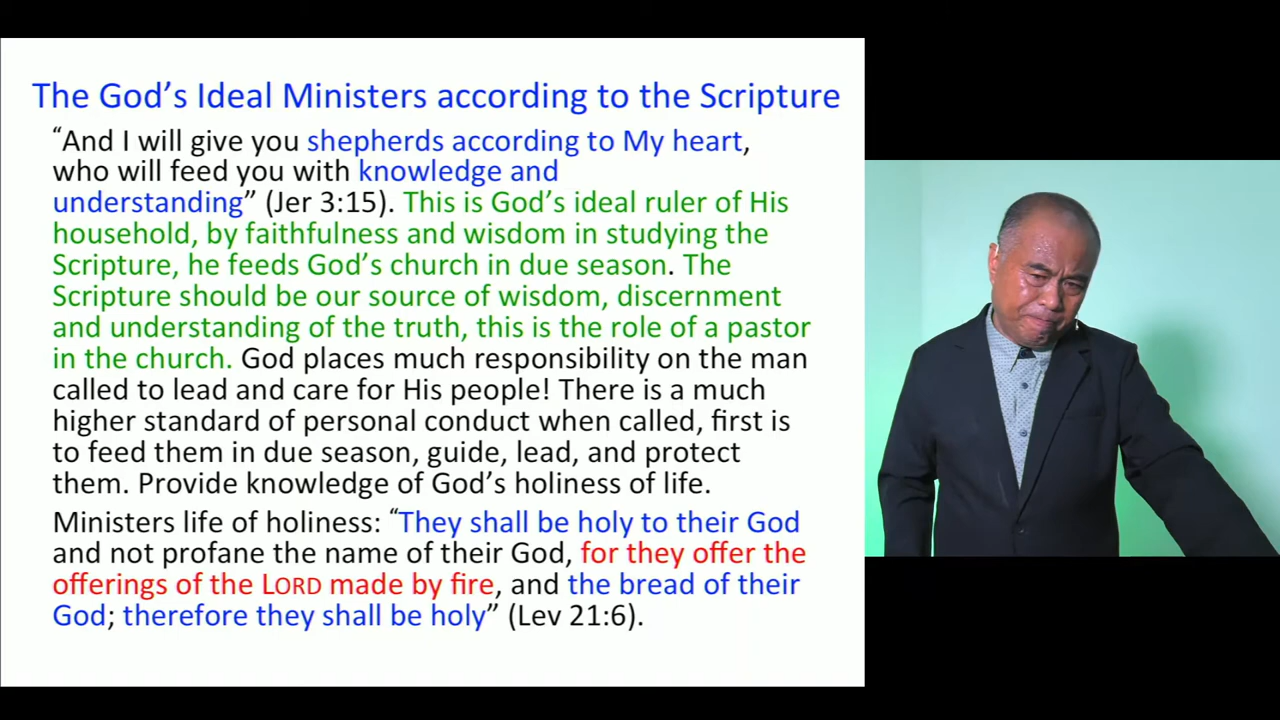 The God’s Ideal Ministers according to the Scripture
“And I will give you shepherds according to My heart,
who will feed you with knowledge and
understanding” (Jer 3:15). This is God’s ideal ruler of His
household, by faithfulness and wisdom in studying the
Scripture, he feeds God’s church in due season. The
Scripture should be our source of wisdom, discernment
and understanding of the truth, this is the role of a pastor
in the church. God places much responsibility on the man
called to lead and care for His people! There is a much
higher standard of personal conduct when called, first is
to feed them in due season, guide, lead, and protect
them. Provide knowledge of God’s holiness of life.
Ministers life of holiness: “They shall be holy to their God
and not profane the name of their God, for they offer the
offerings of the LORD made by fire, and the bread of their
God; therefore they shall be holy” (Lev 21:6).